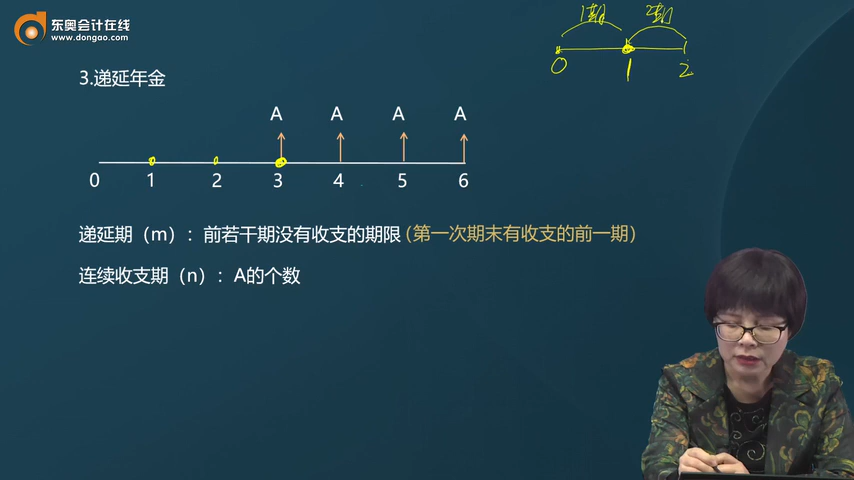 东奥会计在线
www.dongao.com
1期 2期
0 1 2
3.递延年金
A A A A
0 1 2 3 4 5 6
递延期（m）：前若干期没有收支的期限（第一次期末有收支的前一期）
连续收支期（n）：A的个数